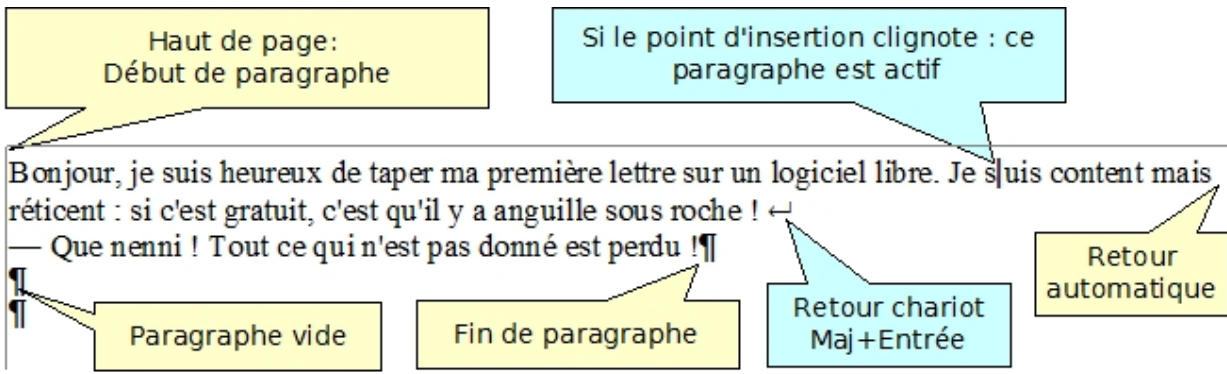 Haut de page:
Début de paragraphe
Si le point d'insertion clignote : ce
paragraphe est actif
Bonjour, je suis heureux de taper ma première lettre sur un logiciel libre. Je suis content mais
réticent : si c'est gratuit, c'est qu'il y a anguille sous roche ! ↵
— Que nenni ! Tout ce qui n'est pas donné est perdu !¶
¶
¶
Retour
automatique
Retour chariot
Maj+Entrée
Fin de paragraphe
Paragraphe vide